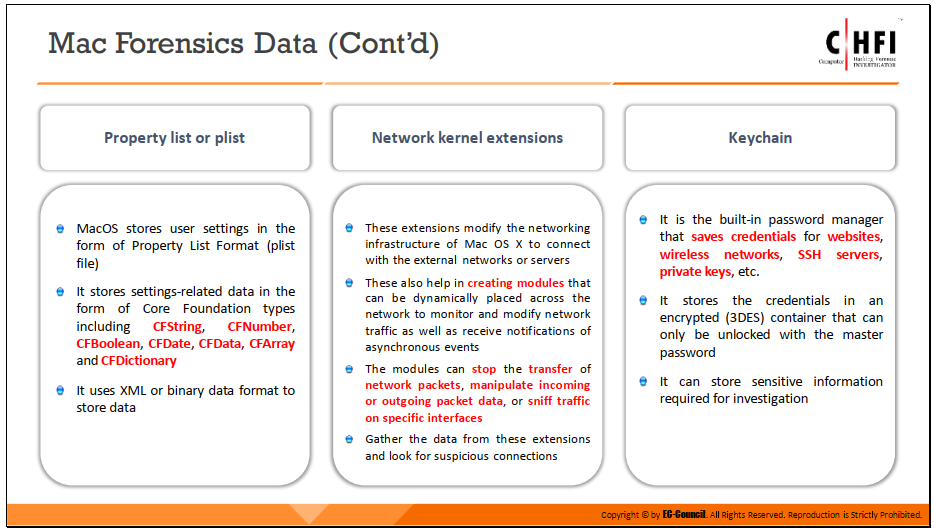 Mac Forensics Data (Cont’d)
CHFI
Computer Hacking Forensic
INVESTIGATOR
Property list or plist
MacOS stores user settings in the
form of Property List Format (plist
file)
It stores settings-related data in the
form of Core Foundation types
including CFString, CFNumber,
CFBoolean, CFDate, CFData, CFArray
and CFDictionary
It uses XML or binary data format to
store data
Network kernel extensions
These extensions modify the networking
infrastructure of Mac OS X to connect
with the external networks or servers
These also help in creating modules that
can be dynamically placed across the
network to monitor and modify network
traffic as well as receive notifications of
asynchronous events
The modules can stop the transfer of
network packets, manipulate incoming
or outgoing packet data, or sniff traffic
on specific interfaces
Gather the data from these extensions
and look for suspicious connections
Keychain
It is the built-in password manager
that saves credentials for websites,
wireless networks, SSH servers,
private keys, etc.
It stores the credentials in an
encrypted (3DES) container that can
only be unlocked with the master
password
It can store sensitive information
required for investigation
Copyright © by EC-Council. All Rights Reserved. Reproduction is Strictly Prohibited.